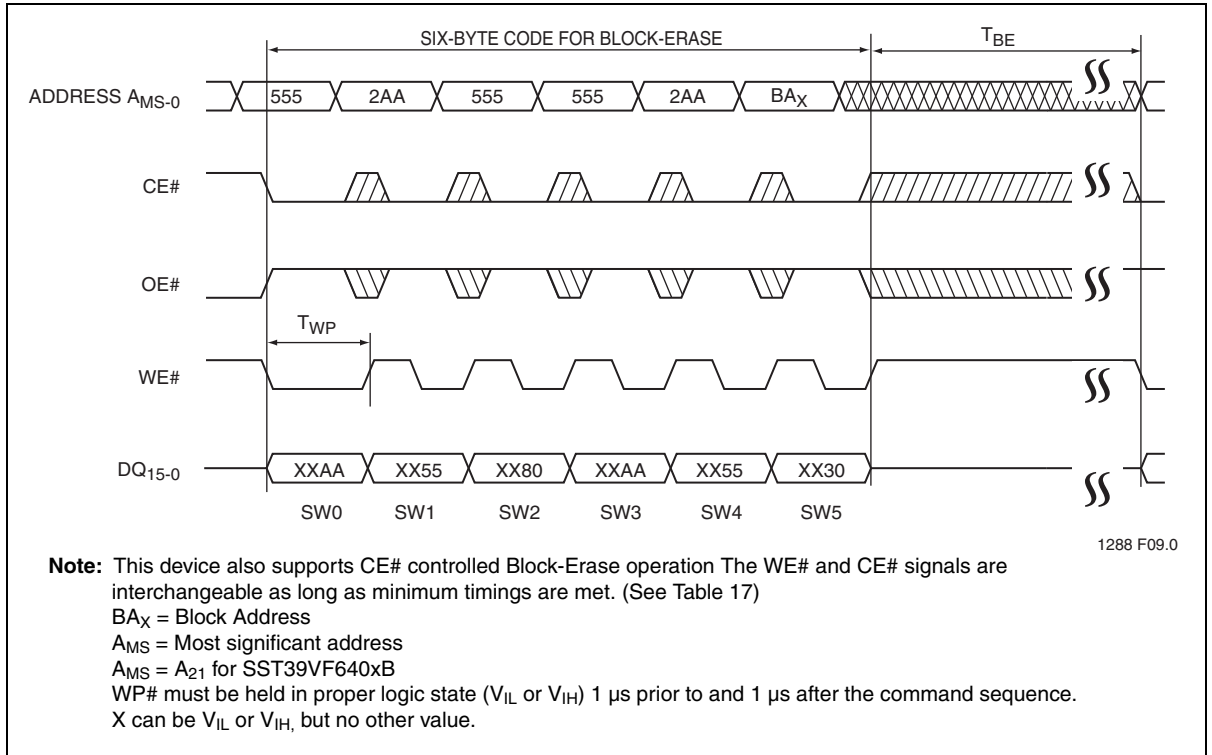 SIX-BYTE CODE FOR BLOCK-ERASE
TBE
ADDRESS AMS-0
555 2AA 555 555 2AA BAX
CE#
OE#
TWP
WE#
DQ15-0
XXAA XX55 XX80 XXAA XX55 XX30
SW0 SW1 SW2 SW3 SW4 SW5
1288 F09.0
Note: This device also supports CE# controlled Block-Erase operation The WE# and CE# signals are
interchangeable as long as minimum timings are met. (See Table 17)
BAX = Block Address
AMS = Most significant address
AMS = A21 for SST39VF640xB
WP# must be held in proper logic state (VIL or VIH) 1 µs prior to and 1 µs after the command sequence.
X can be VIL or VIH, but no other value.